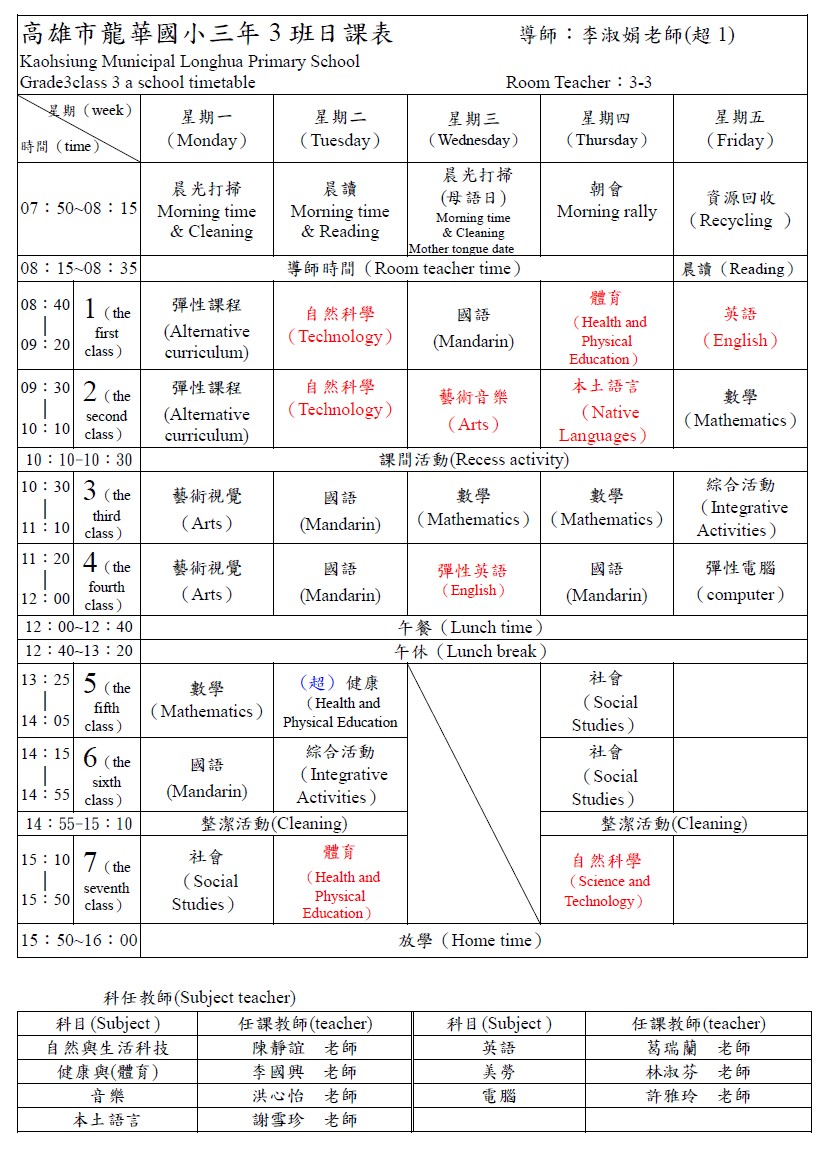 高雄市龍華國小三年3班日課表 導師：李淑娟老師(超1)
Kaohsiung Municipal Longhua Primary School
Grade3class 3 a school timetable Room Teacher：3-3
星期（week） 星期一 星期二 星期三 星期四 星期五
時間（time） （Monday） （Tuesday） （Wednesday） （Thursday） （Friday）
07：50~08：15
晨光打掃
Morning time
& Cleaning
晨讀
Morning time
& Reading
晨光打掃
(母語日)
Morning time
& Cleaning
Mother tongue date
朝會
Morning rally
資源回收
（Recycling ）
08：15~08：35 導師時間（Room teacher time） 晨讀（Reading）
08：40
|
09：20
1（the
first
class）
彈性課程
(Alternative
curriculum)
自然科學
（Technology）
國語
(Mandarin)
體育
（Health and
Physical
Education）
英語
（English）
09：30
|
10：10
2（the
second
class）
彈性課程
(Alternative
curriculum)
自然科學
（Technology）
藝術音樂
（Arts）
本土語言
（Native
Languages）
數學
（Mathematics）
10：10-10：30 課間活動(Recess activity)
10：30
|
11：10
3（the
third
class）
藝術視覺
（Arts）
國語
(Mandarin)
數學
（Mathematics）
數學
（Mathematics）
綜合活動
（Integrative
Activities）
11：20
|
12：00
4（the
fourth
class）
藝術視覺
（Arts）
國語
(Mandarin)
彈性英語
（English）
國語
(Mandarin)
彈性電腦
（computer）
12：00~12：40 午餐（Lunch time）
12：40~13：20 午休（Lunch break）
13：25
|
14：05
5（the
fifth
class）
數學
（Mathematics）
（超）健康
（Health and
Physical Education
社會
（Social
Studies）
14：15
|
14：55
6（the
sixth
class）
國語
(Mandarin)
綜合活動
（Integrative
Activities）
社會
（Social
Studies）
14：55-15：10 整潔活動(Cleaning) 整潔活動(Cleaning)
15：10
|
15：50
7（the
seventh
class）
社會
（Social
Studies）
體育
（Health and
Physical
Education）
自然科學
（Science and
Technology）
15：50~16：00 放學（Home time）
科任教師(Subject teacher)
科目(Subject ) 任課教師(teacher) 科目(Subject ) 任課教師(teacher)
自然與生活科技 陳靜誼 老師 英語 葛瑞蘭 老師
健康與(體育) 李國興 老師 美勞 林淑芬 老師
音樂 洪心怡 老師 電腦 許雅玲 老師
本土語言 謝雪珍 老師